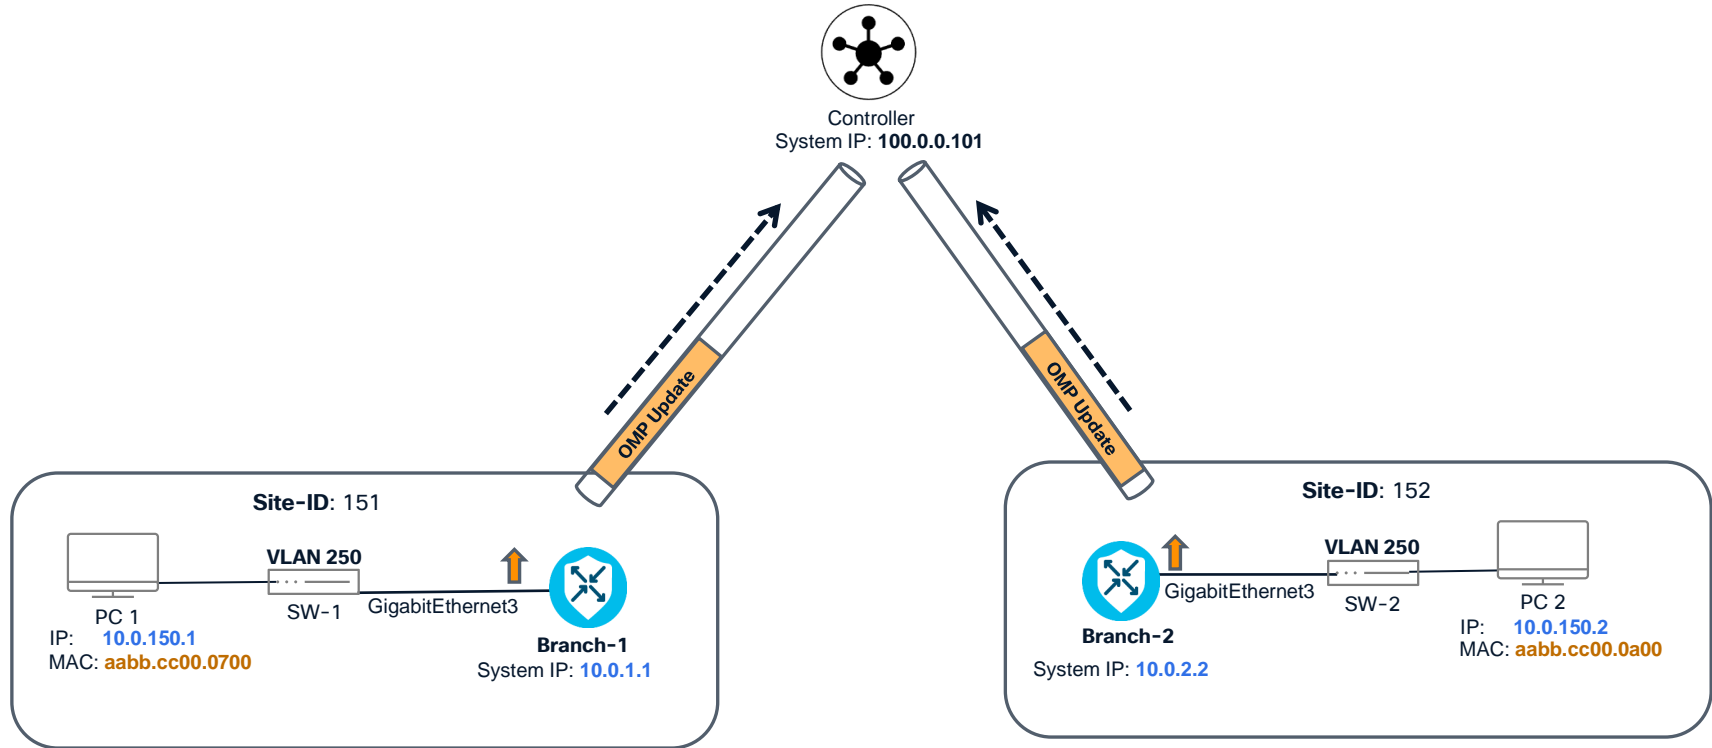 Controller
System IP: 100.0.0.101
OMP Update
OMP Update
Site-ID: 151
VLAN 250
PC 1
IP: 10.0.150.1
MAC: aabb.cc00.0700
SW-1
GigabitEthernet3
Branch-1
System IP: 10.0.1.1
Site-ID: 152
Branch-2
System IP: 10.0.2.2
GigabitEthernet3
VLAN 250
SW-2
PC 2
IP: 10.0.150.2
MAC: aabb.cc00.0a00